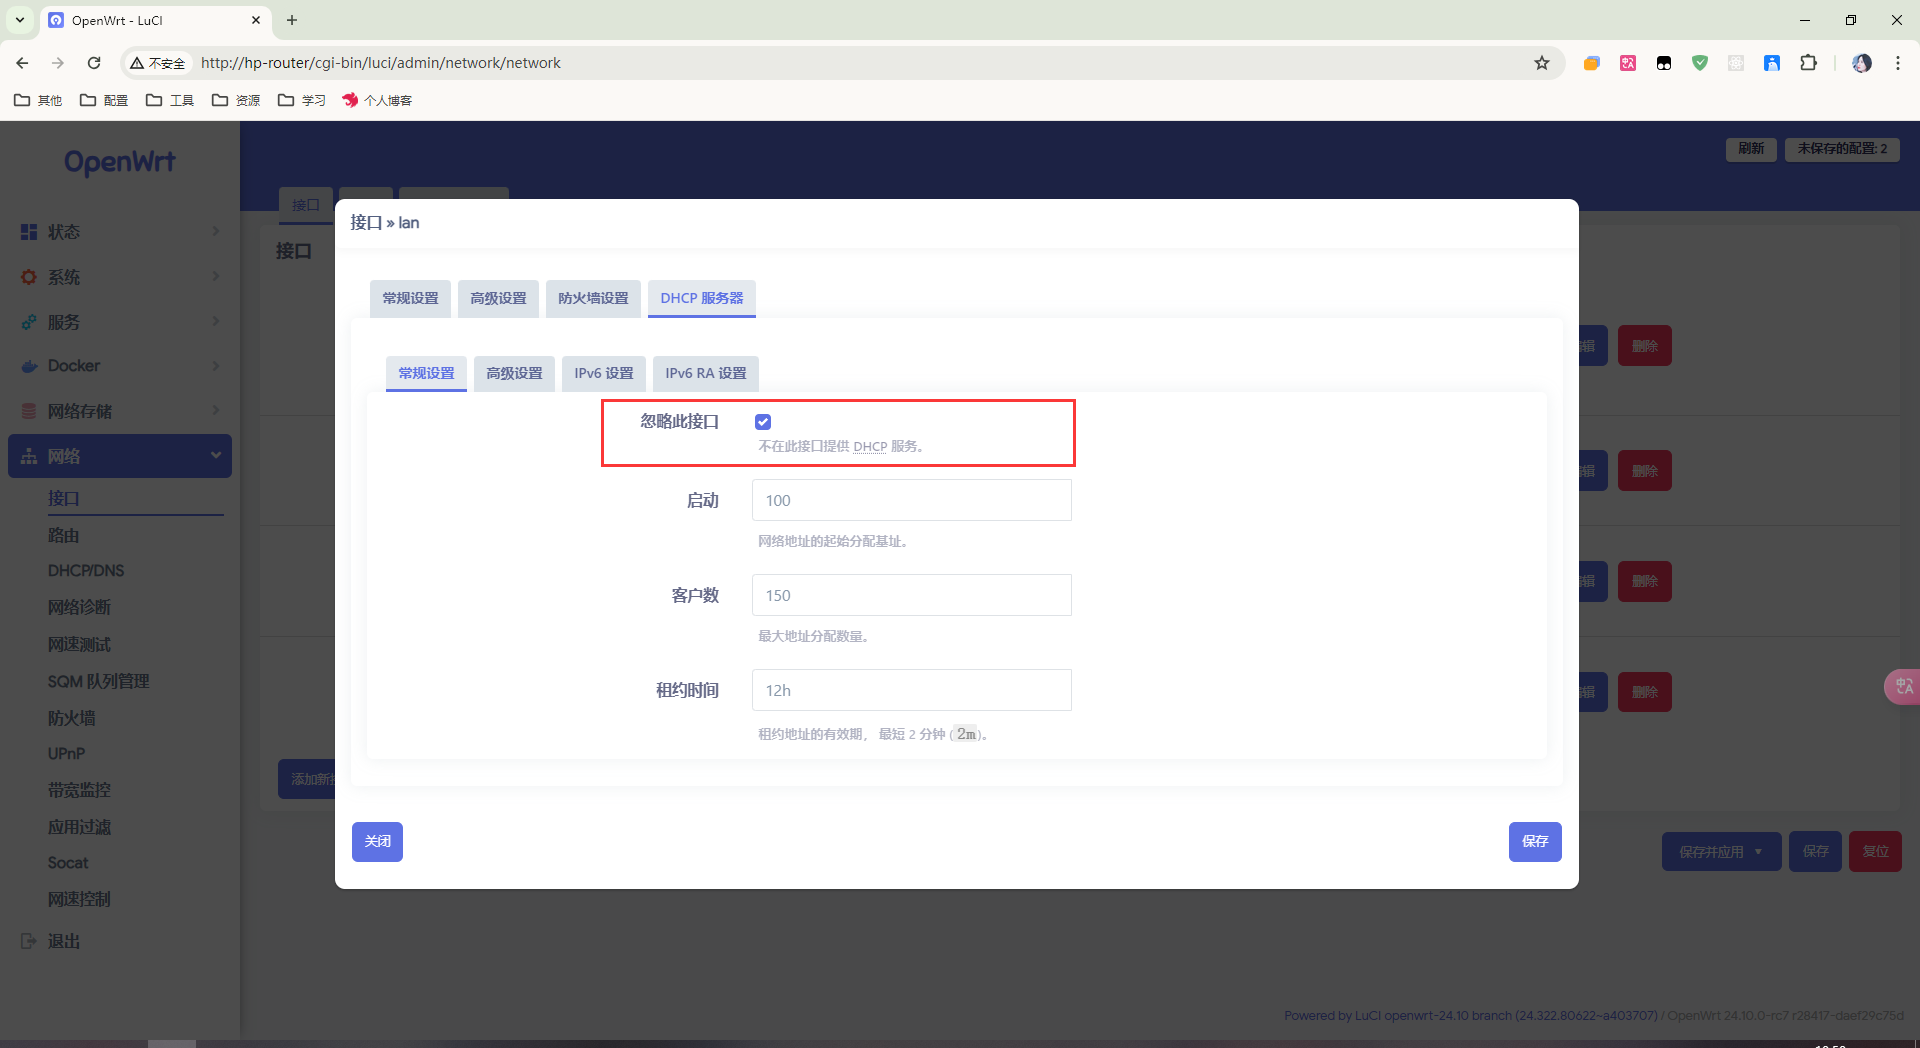 OpenWrt - LuCI
不安全
http://hp-router/cgi-bin/luci/admin/network/network
其他
配置
工具
资源
学习
个人博客
OpenWrt
刷新
未保存的配置: 2
接口
接口
状态
系统
服务
Docker
网络存储
网络
接口
路由
DHCP/DNS
网络诊断
网速测试
SQM 队列管理
防火墙
UPnP
带宽监控
应用过滤
Socat
网速控制
退出
接口 » lan
常规设置
高级设置
防火墙设置
DHCP 服务器
常规设置
高级设置
IPv6 设置
IPv6 RA 设置
忽略此接口
不在此接口提供 DHCP 服务。
启动
100
网络地址的起始分配基址。
客户数
150
最大地址分配数量。
租约时间
12h
租约地址的有效期， 最短 2 分钟 (2m)。
关闭
保存
辑
删除
辑
删除
辑
删除
辑
删除
添加新
保存并应用
保存
复位
Powered by LuCI openwrt-24.10 branch (24.322.80622~a403707) / OpenWrt 24.10.0-rc7 r28417-daef29c75d